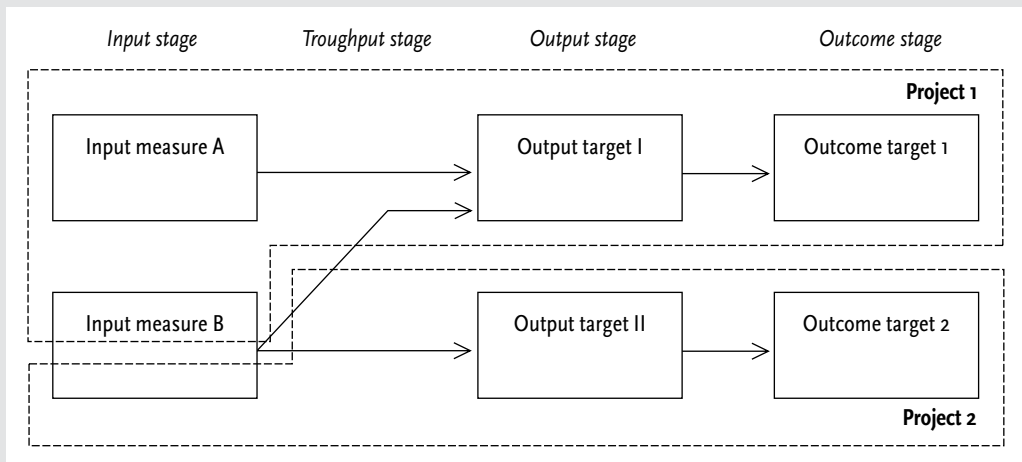 Input stage
Troughput stage
Output stage
Outcome stage
Project 1
Input measure A
Output target I
Outcome target 1
Input measure B
Output target II
Outcome target 2
Project 2